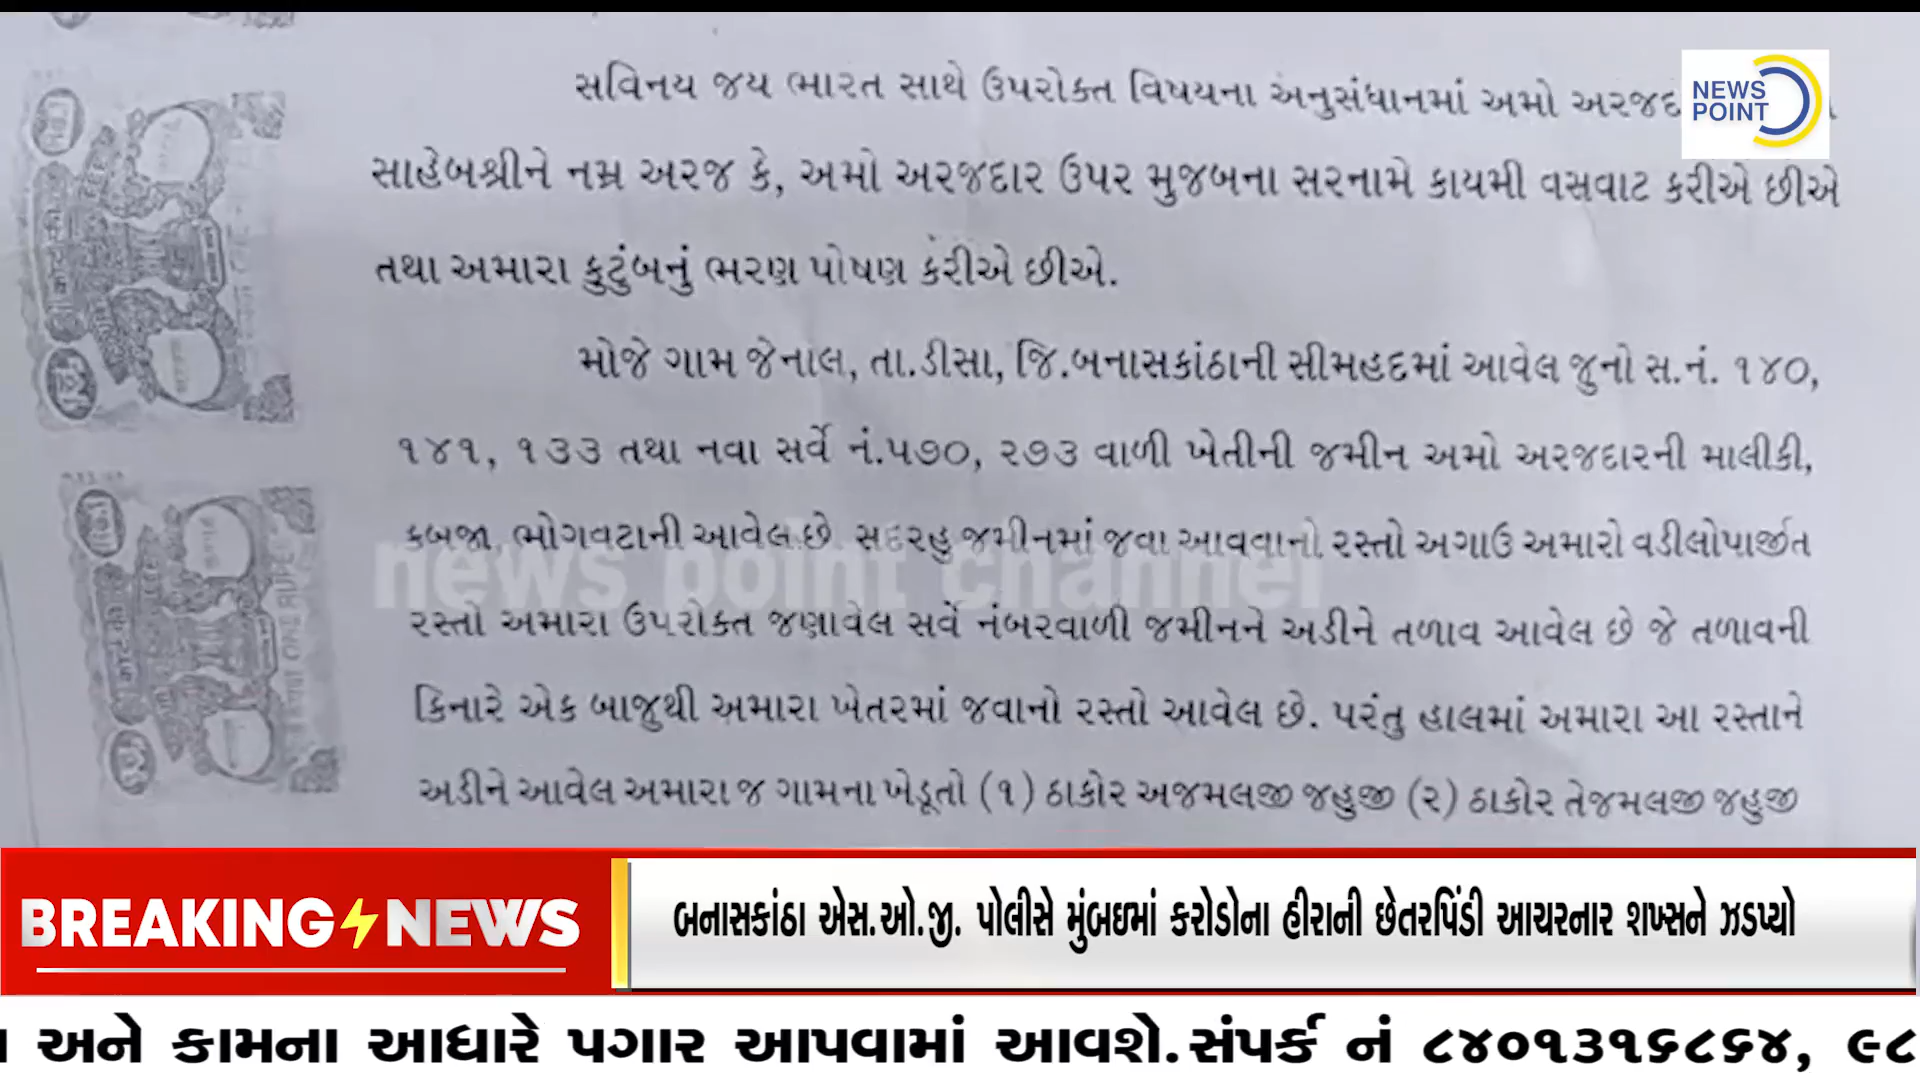 સવિનય જય ભારત સાથે ઉપરોક્ત વિષયના અનુસંધાનમાં અમો
NEWS
POINT
સાહેબશ્રીને નમ્ર અરજ કે, અમો અરજદાર ઉપર મુજબના સરનામે કાયમી વસવાટ કરીએ છીએ
તથા અમારા કુટુંબનું ભરણ પોષણ કરીએ છીએ.
મોજે ગામ જેનાલ, તા.ડીસા, જિ.બનાસકાંઠાની સીમહદમાં આવેલ જુનો સ.નં. ૧૪૦,
૧૪૧, ૧૩૩ તથા નવા સર્વે નં.૫૭૦, ૨૭૩ વાળી ખેતીની જમીન અમો અરજદારની માલીકી,
કબજા, ભોગવટાની આવેલ છે. સદરહુ જમીનમાં જવા આવવાનો રસ્તો અગાઉ અમારો વડીલોપાર્જીત
news point channel
રસ્તો અમારા ઉપરોક્ત જણાવેલ સર્વે નંબરવાળી જમીનને અડીને તળાવ આવેલ છે જે તળાવની
કિનારે એક બાજુથી અમારા ખેતરમાં જવાનો રસ્તો આવેલ છે. પરંતુ હાલમાં અમારા આ રસ્તાને
અડીને આવેલ અમારા જ ગામના ખેડૂતો (૧) ઠાકોર અજમલજી જહુજી (૨) ઠાકોર તેજમલજી જહુજી
BREAKING NEWS
બનાસકાંઠા એસ.ઓ.જી. પોલીસે મુંબઇમાં કરોડોના હીરાની છેતરપિંડી આચરનાર શખ્સને ઝડપ્યો
અને કામના આધારે પગાર આપવામાં આવશે.સંપર્ક નં ૮૪૦૧૩૧૬૮૬૪, ૯૮